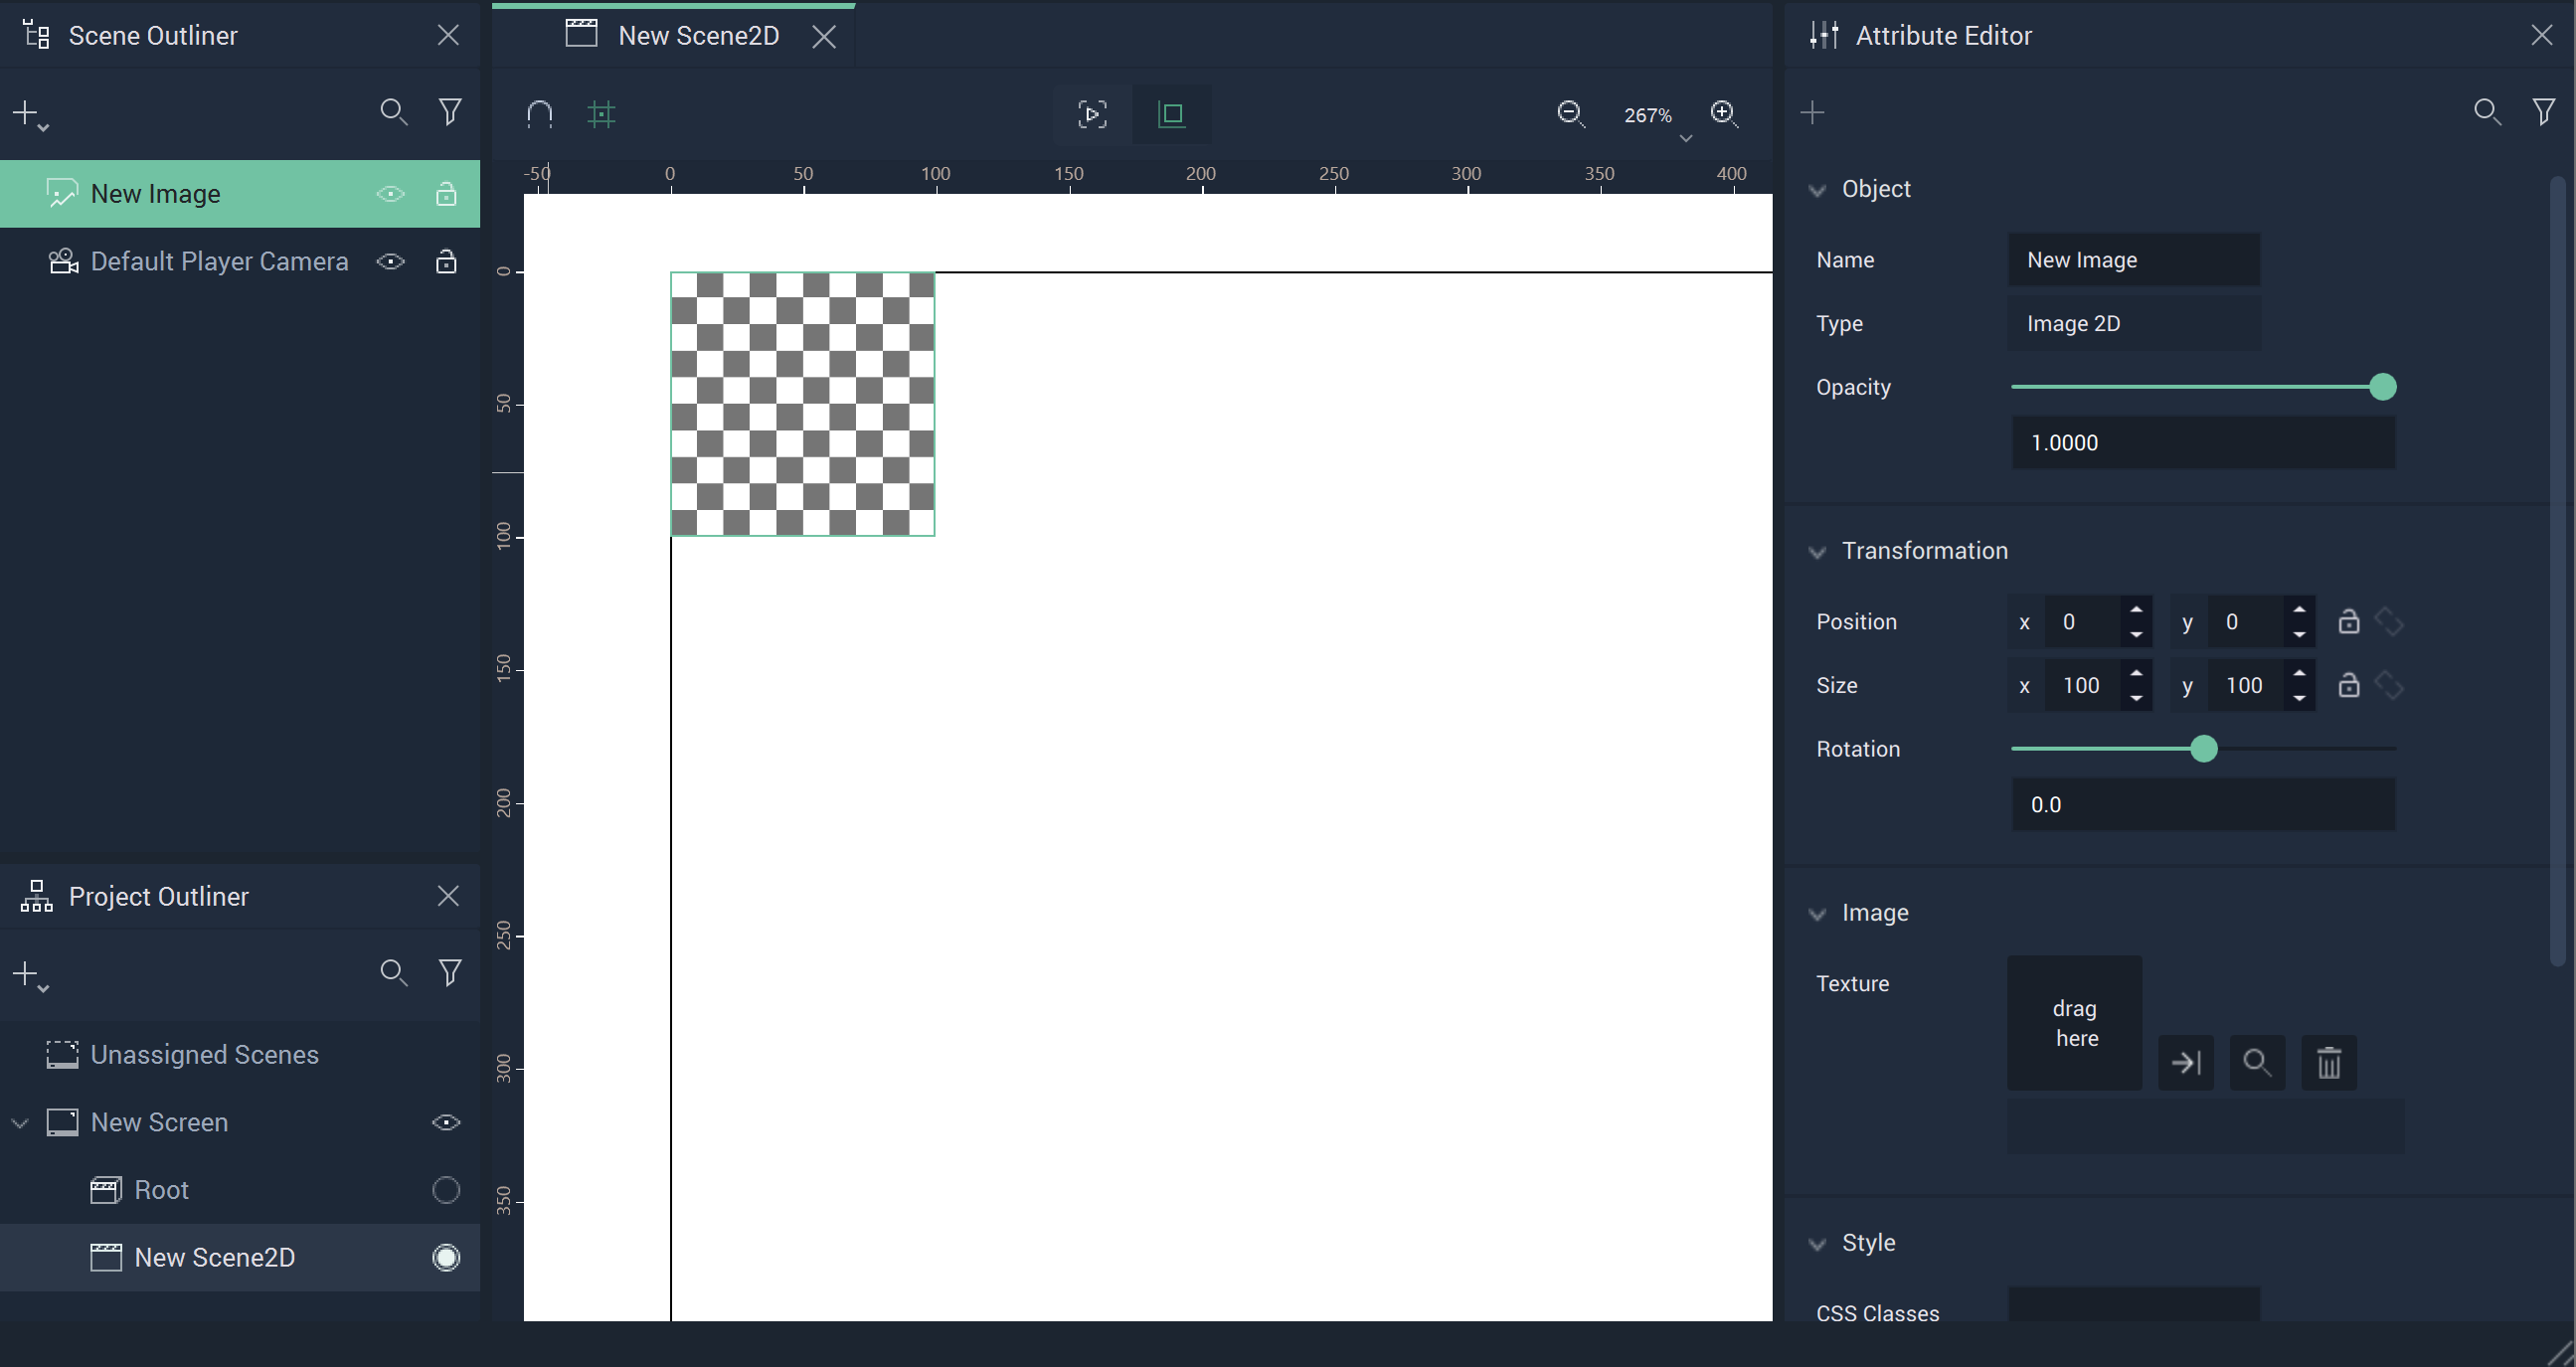 Scene Outliner
New Image
Default Player Camera
Project Outliner
Unassigned Scenes
New Screen
Root
New Scene2D
New Scene2D
267%
-50 0 50 100 150 200 250 300 350 400
0
50
100
150
200
250
300
350
Attribute Editor
Object
Name New Image
Type Image 2D
Opacity
1.0000
Transformation
Position x 0 y 0
Size x 100 y 100
Rotation
0.0
Image
Texture
drag
here
Style
CSS Classes